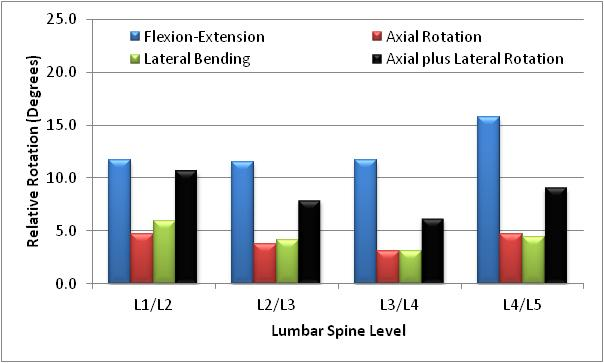 25.0
Flexion-Extension
Axial Rotation
Lateral Bending
Axial plus Lateral Rotation
20.0
15.0
10.0
5.0
0.0
Relative Rotation (Degrees)
L1/L2
L2/L3
L3/L4
L4/L5
Lumbar Spine Level